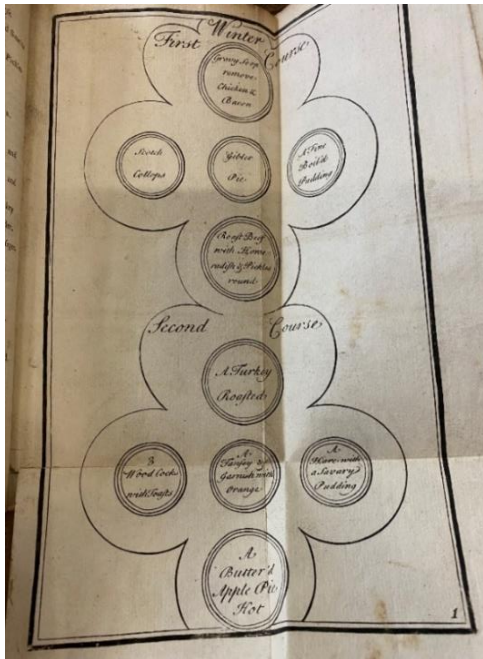 First Winter Course
Gravy Soop
remove
Chicken &
Bacon
Scotch
Collops
Giblet
Pie
A Fine
Boil'd
Pudding
Roast Beef
with Horse
radish & Pickles
round
Second Course
A Turkey
Roasted
3
Wood Cocks
with Toasts
A
Tansey &
Garnish with
Orange
A
Hare with
a Savary
Pudding
A
Butter'd
Apple Pie
Hot
1